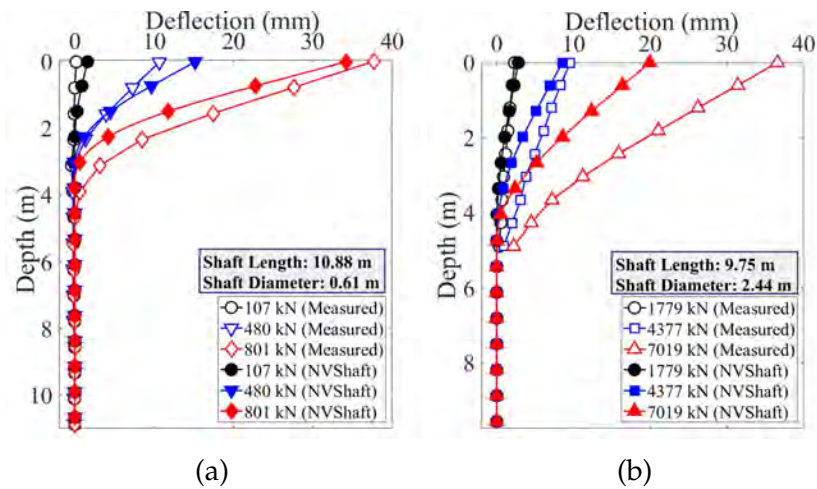 Deflection (mm)
0 10 20 30 40
0
2
4
6
8
10
Depth (m)
Shaft Length: 10.88 m
Shaft Diameter: 0.61 m
107 kN (Measured)
480 kN (Measured)
801 kN (Measured)
107 kN (NVShaft)
480 kN (NVShaft)
801 kN (NVShaft)
(a)
Deflection (mm)
0 10 20 30 40
0
2
4
6
8
Depth (m)
Shaft Length: 9.75 m
Shaft Diameter: 2.44 m
1779 kN (Measured)
4377 kN (Measured)
7019 kN (Measured)
1779 kN (NVShaft)
4377 kN (NVShaft)
7019 kN (NVShaft)
(b)